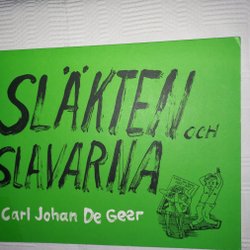 SLÄKTEN OCH
SLAVARNA
Carl Johan De Geer